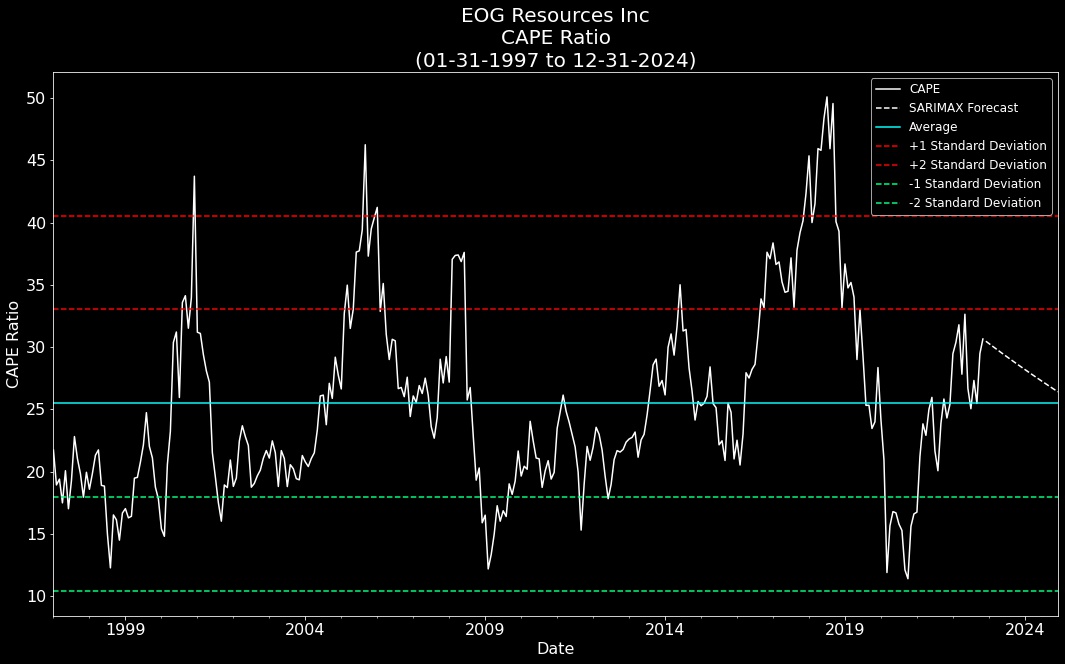 EOG Resources Inc
CAPE Ratio
(01-31-1997 to 12-31-2024)
CAPE
SARIMAX Forecast
Average
+1 Standard Deviation
+2 Standard Deviation
-1 Standard Deviation
-2 Standard Deviation
CAPE Ratio
50
45
40
35
30
25
20
15
10
1999
2004
2009
2014
2019
2024
Date